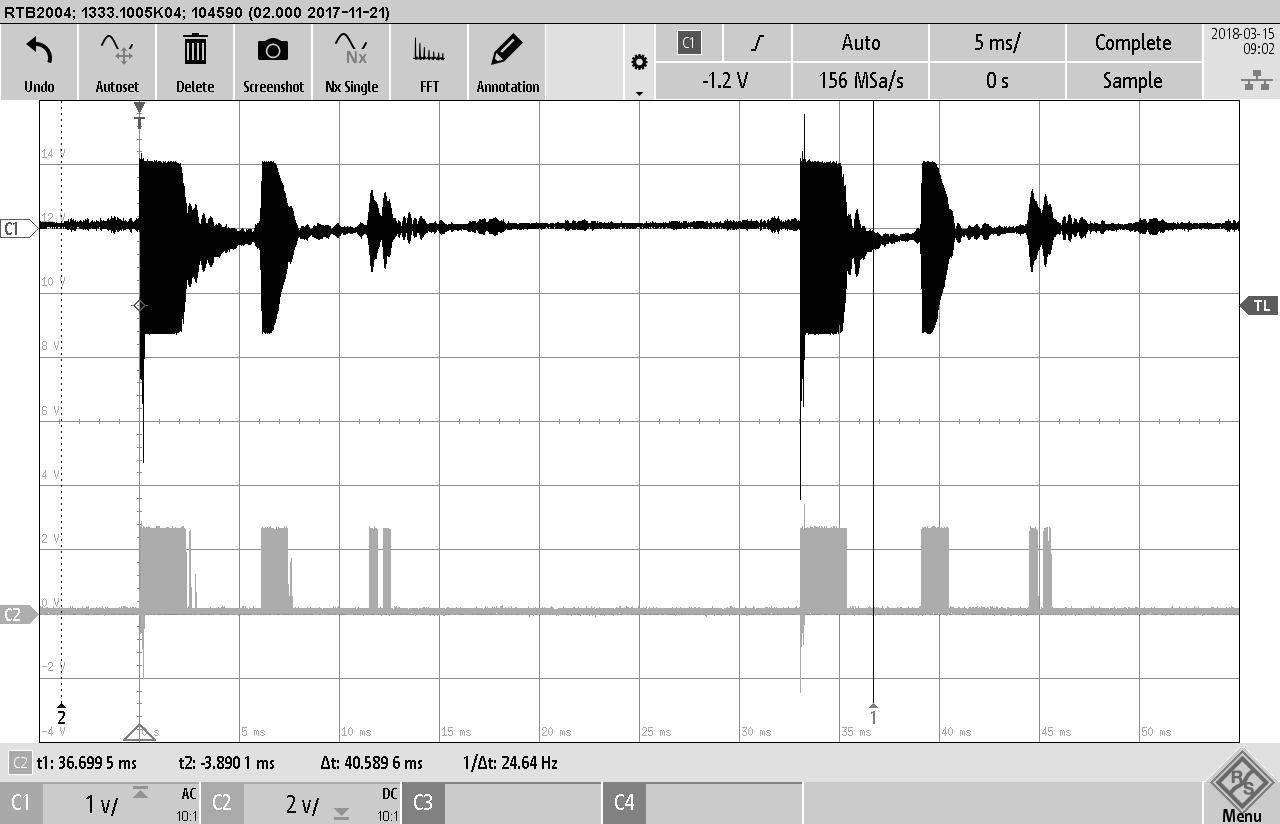 RTB2004; 1333.1005K04; 104590 (02.000 2017-11-21)
Undo Autoset Delete Screenshot Nx Single FFT Annotation
Nx
C1 Auto 5 ms/ Complete
-1.2 V 156 MSa/s 0 s Sample
2018-03-15
09:02
T
14 V
12 V
C1
10 V
TL
8 V
6 V
4 V
2 V
0 V
C2
-2 V
2 1
-4 V 0 s 5 ms 10 ms 15 ms 20 ms 25 ms 30 ms 35 ms 40 ms 45 ms 50 ms
C2 t1: 36.699 5 ms t2: -3.890 1 ms Δt: 40.589 6 ms 1/Δt: 24.64 Hz
C1 1 v/ AC 10:1 C2 2 v/ DC 10:1 C3 C4
R S
Menu